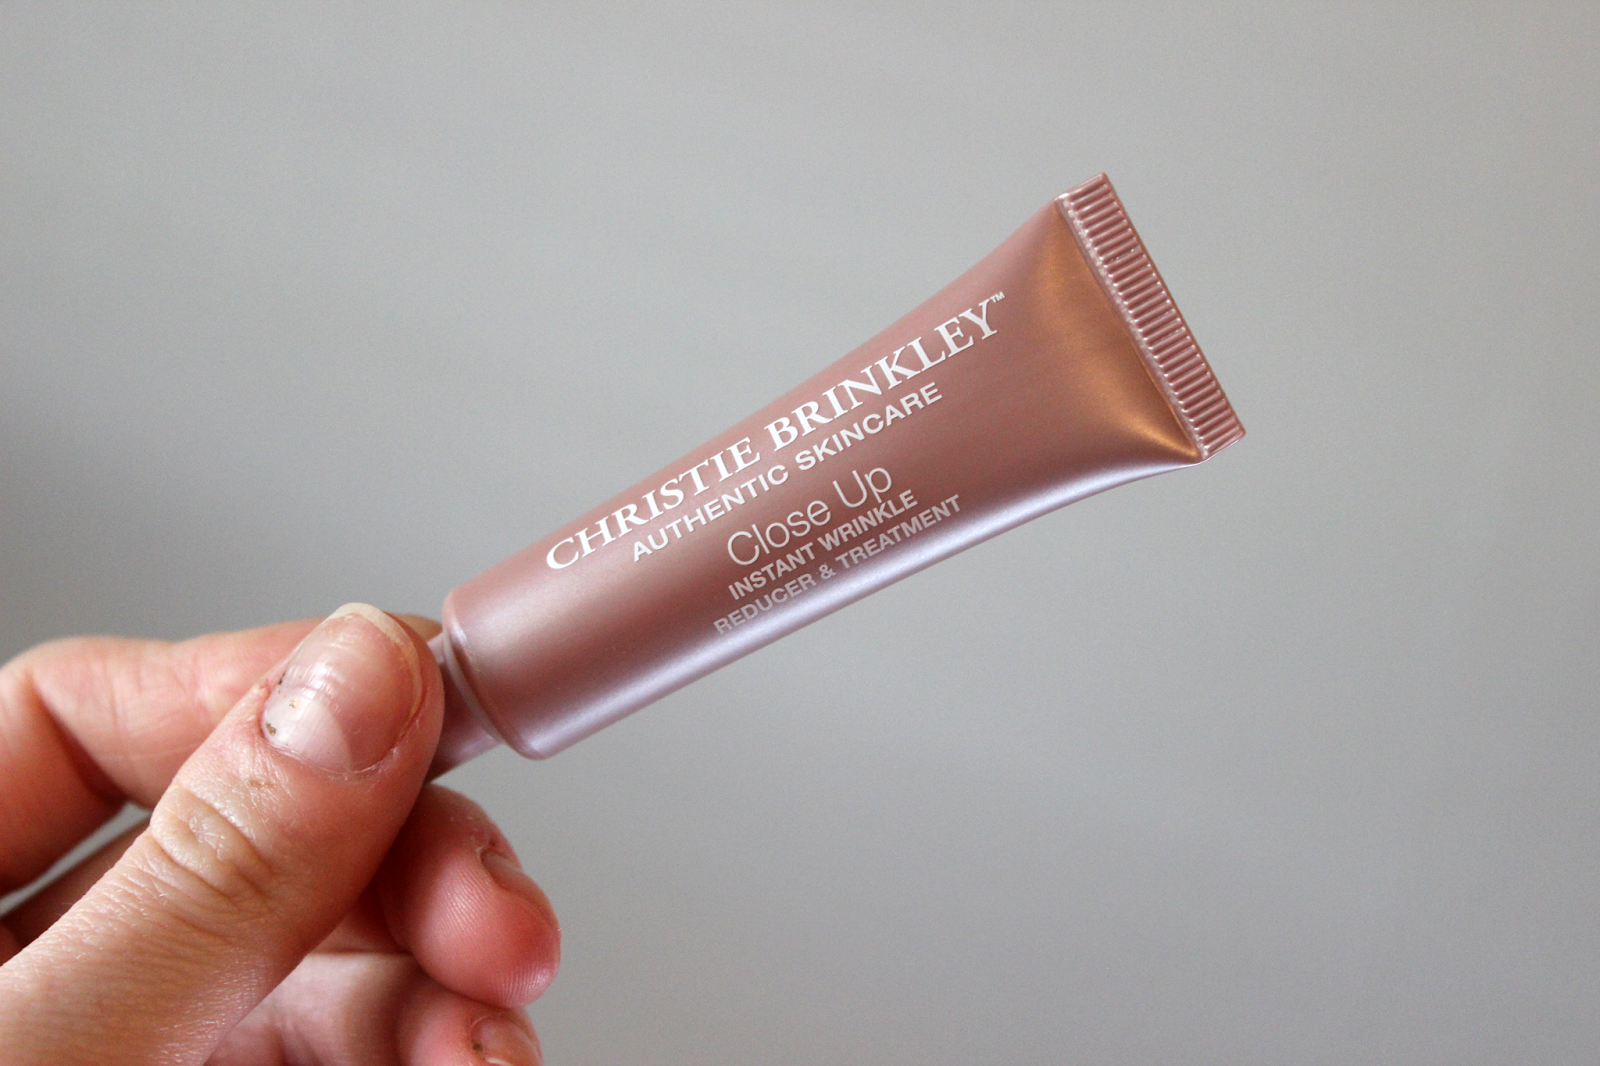 CHRISTIE BRINKLEY™
AUTHENTIC SKINCARE
Close Up
INSTANT WRINKLE
REDUCER & TREATMENT